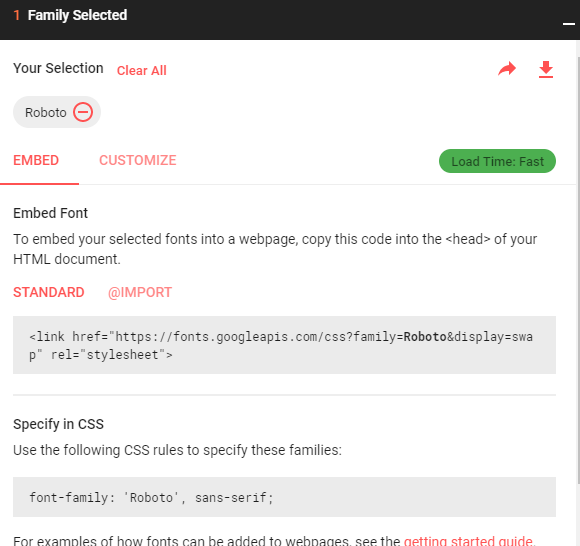 1 Family Selected
Your Selection Clear All
Roboto
EMBED CUSTOMIZE Load Time: Fast
Embed Font
To embed your selected fonts into a webpage, copy this code into the <head> of your
HTML document.
STANDARD @IMPORT
<link href="https://fonts.googleapis.com/css?family=Roboto&display=swa
p" rel="stylesheet">
Specify in CSS
Use the following CSS rules to specify these families:
font-family: 'Roboto', sans-serif;
For examples of how fonts can be added to webpages, see the getting started guide.